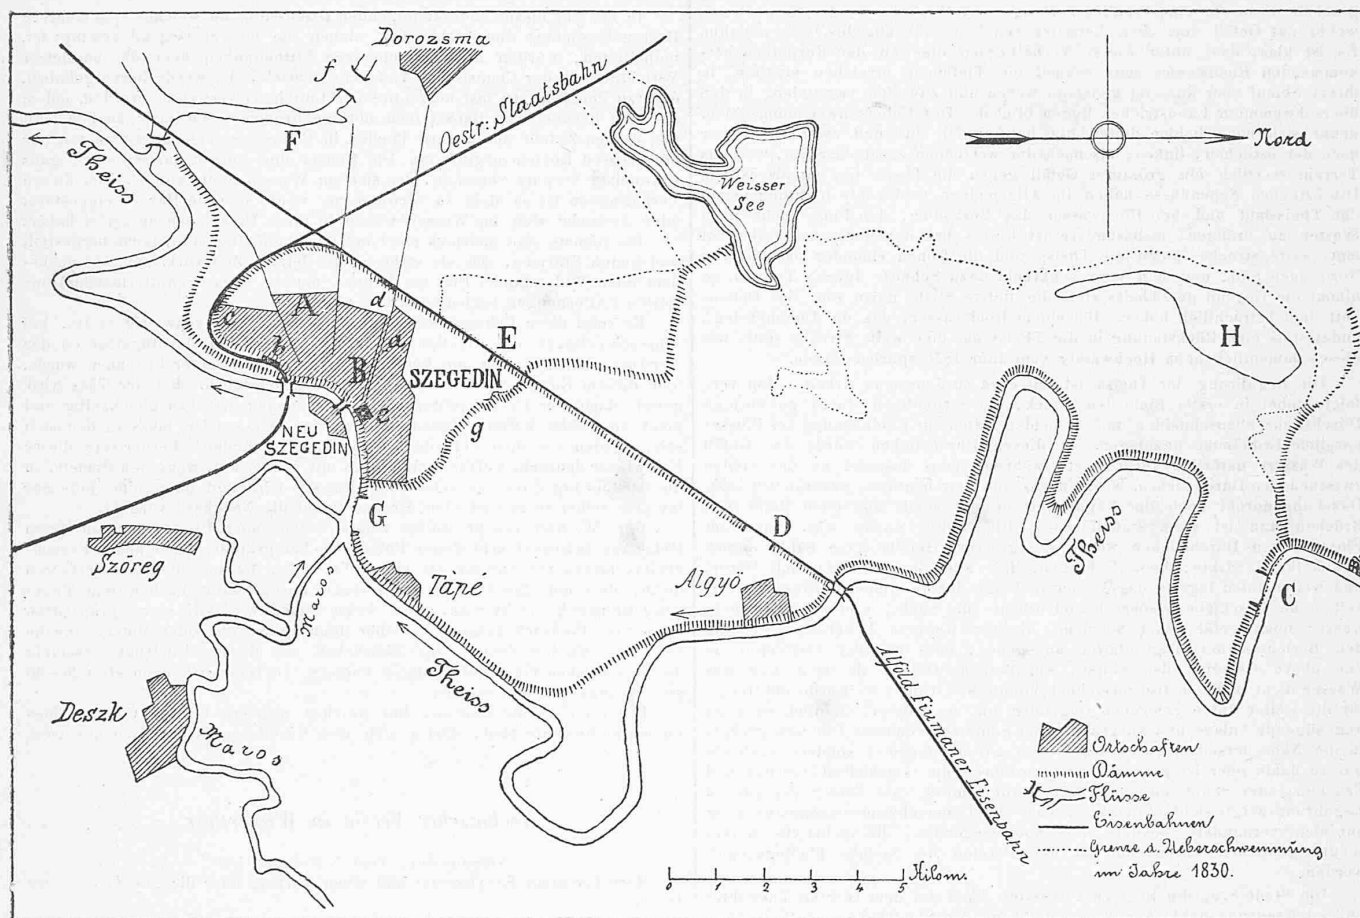 Dorozsma
f
Oestr: Staatsbahn
F
Nord
Theiss
Weisser
See
A
d
E
H
c
a
b
B
SZEGEDIN
e
NEU
SZEGEDIN
g
G
D
Theiss
Szöreg
Maros
Tape
Algyö
C
Theiss
Deszk
Maros
Alföld Fiumaner Eisenbahn
Ortschaften
Dämme
Flüsse
Eisenbahnen
Grenze d. Ueberschwemmung
im Jahre 1830.
0 1 2 3 4 5 Kilom.